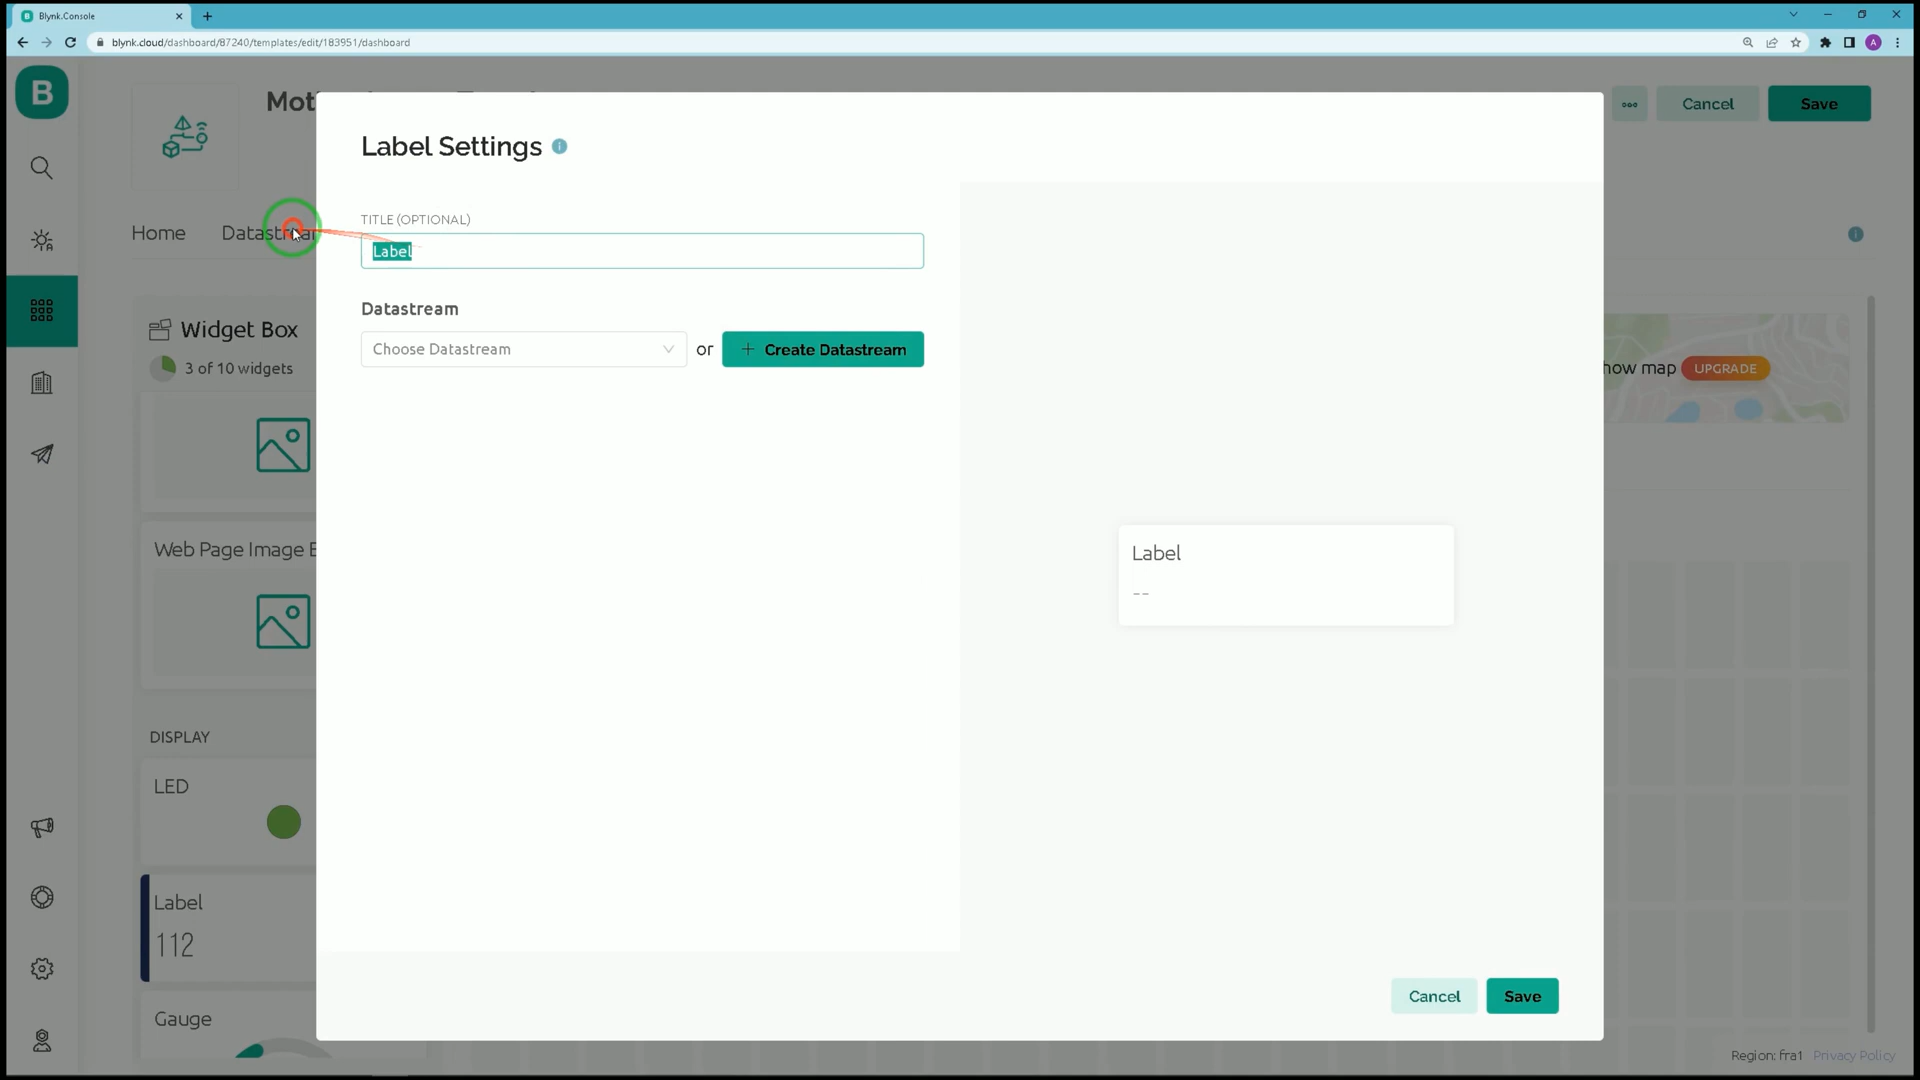 Blynk.Console
blynk.cloud/dashboard/87240/templates/edit/183951/dashboard
A
B
Cancel
Save
Label Settings
Home
TITLE (OPTIONAL)
Label
Datastream
Choose Datastream
or
+ Create Datastream
Widget Box
3 of 10 widgets
how map
UPGRADE
Web Page Image
Label
--
DISPLAY
LED
Label
112
Gauge
Cancel
Save
Region: fra1
Privacy Policy